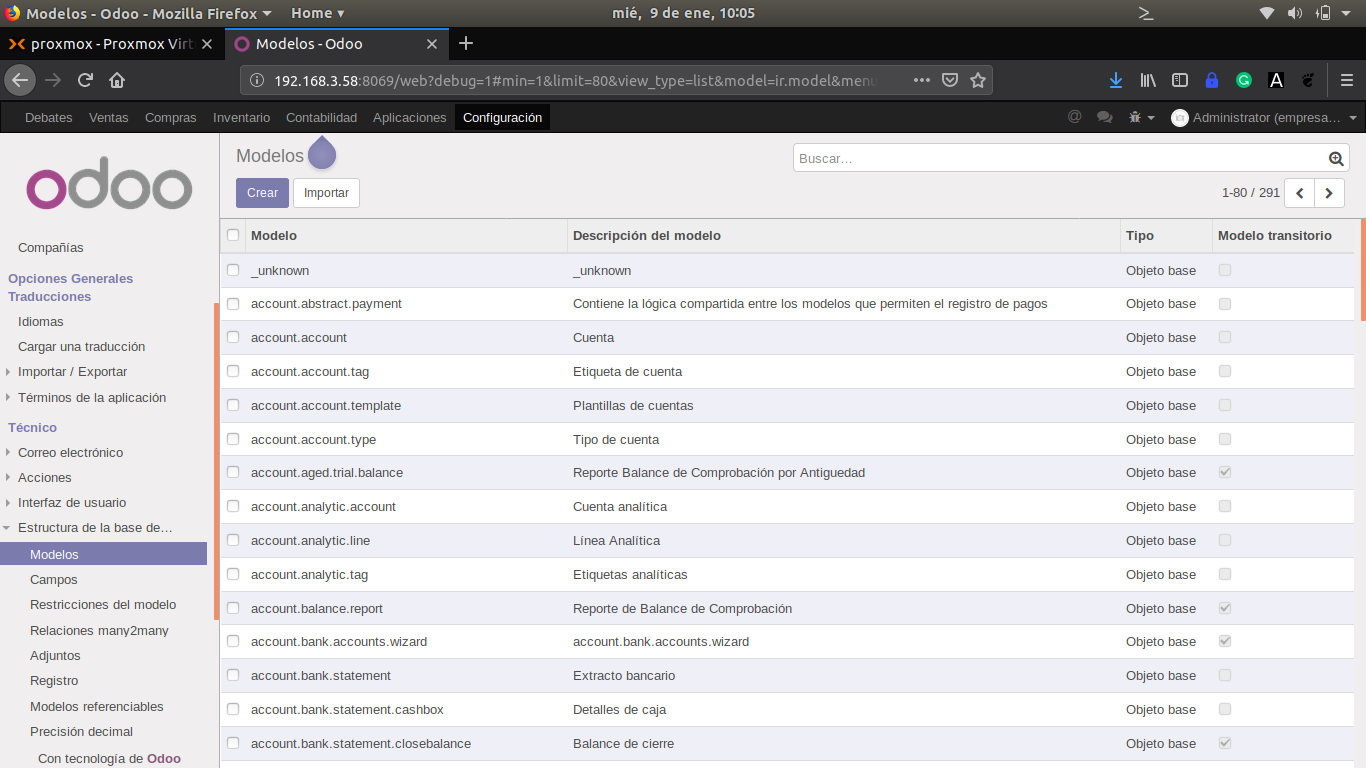 Modelos - Odoo - Mozilla Firefox ▾ Home ▾ mié, 9 de ene, 10:05
proxmox - Proxmox Virt × Modelos - Odoo × +
192.168.3.58:8069/web?debug=1#min=1&limit=80&view_type=list&model=ir.model&menu
Debates Ventas Compras Inventario Contabilidad Aplicaciones Configuración @ Administrator (empresa…
odoo
Compañías
Opciones Generales
Traducciones
Idiomas
Cargar una traducción
Importar / Exportar
Términos de la aplicación
Técnico
Correo electrónico
Acciones
Interfaz de usuario
Estructura de la base de…
Modelos
Campos
Restricciones del modelo
Relaciones many2many
Adjuntos
Registro
Modelos referenciables
Precisión decimal
Con tecnología de Odoo
Modelos
Buscar...
Crear Importar
1-80 / 291
Modelo Descripción del modelo Tipo Modelo transitorio
_unknown _unknown Objeto base
account.abstract.payment Contiene la lógica compartida entre los modelos que permiten el registro de pagos Objeto base
account.account Cuenta Objeto base
account.account.tag Etiqueta de cuenta Objeto base
account.account.template Plantillas de cuentas Objeto base
account.account.type Tipo de cuenta Objeto base
account.aged.trial.balance Reporte Balance de Comprobación por Antiguedad Objeto base
account.analytic.account Cuenta analítica Objeto base
account.analytic.line Línea Analítica Objeto base
account.analytic.tag Etiquetas analíticas Objeto base
account.balance.report Reporte de Balance de Comprobación Objeto base
account.bank.accounts.wizard account.bank.accounts.wizard Objeto base
account.bank.statement Extracto bancario Objeto base
account.bank.statement.cashbox Detalles de caja Objeto base
account.bank.statement.closebalance Balance de cierre Objeto base